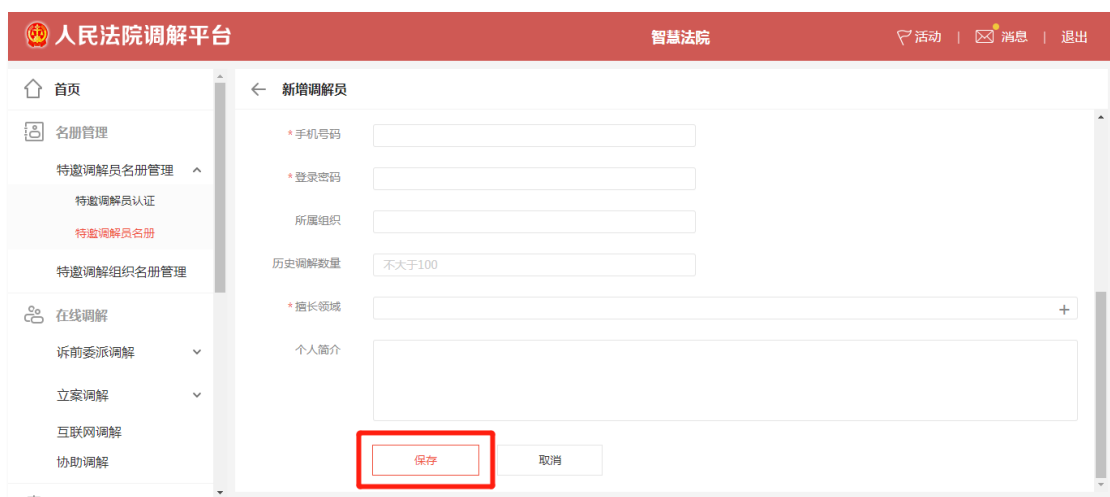 人民法院调解平台
智慧法院
活动 | 消息 | 退出
首页
名册管理
特邀调解员名册管理
特邀调解员认证
特邀调解员名册
特邀调解组织名册管理
在线调解
诉前委派调解
立案调解
互联网调解
协助调解
← 新增调解员
*手机号码
*登录密码
所属组织
历史调解数量 不大于100
*擅长领域 +
个人简介
保存 取消